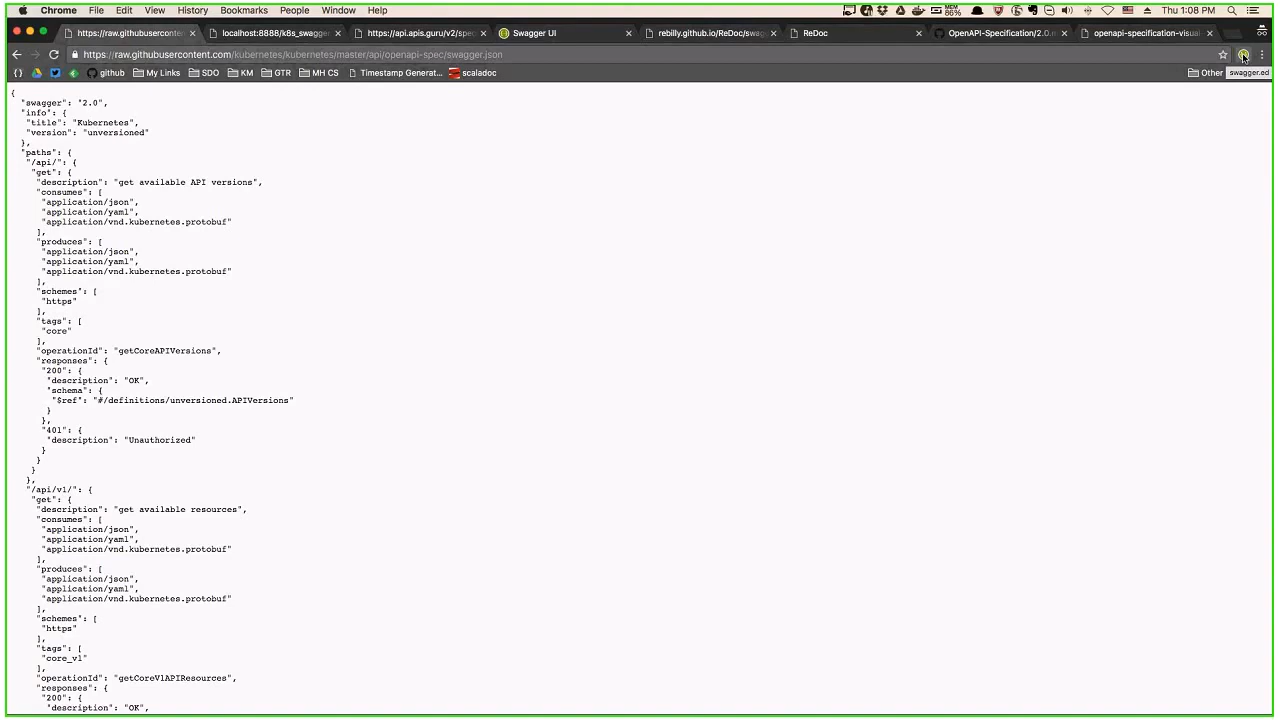 Chrome File Edit View History Bookmarks People Window Help MEM 86% Thu 1:08 PM
https://raw.githubuserconten localhost:8888/k8s_swagger https://api.apis.guru/v2/spec Swagger UI rebilly.github.io/ReDoc/swag ReDoc OpenAPI-Specification/2.0.m openapi-specification-visual
https://raw.githubusercontent.com/kubernetes/kubernetes/master/api/openapi-spec/swagger.json
{} github My Links SDO KM GTR MH CS Timestamp Generat... scaladoc Other swagger.ed
{
"swagger": "2.0",
"info": {
"title": "Kubernetes",
"version": "unversioned"
},
"paths": {
"/api/": {
"get": {
"description": "get available API versions",
"consumes": [
"application/json",
"application/yaml",
"application/vnd.kubernetes.protobuf"
],
"produces": [
"application/json",
"application/yaml",
"application/vnd.kubernetes.protobuf"
],
"schemes": [
"https"
],
"tags": [
"core"
],
"operationId": "getCoreAPIVersions",
"responses": {
"200": {
"description": "OK",
"schema": {
"$ref": "#/definitions/unversioned.APIVersions"
}
},
"401": {
"description": "Unauthorized"
}
}
}
},
"/api/v1/": {
"get": {
"description": "get available resources",
"consumes": [
"application/json",
"application/yaml",
"application/vnd.kubernetes.protobuf"
],
"produces": [
"application/json",
"application/yaml",
"application/vnd.kubernetes.protobuf"
],
"schemes": [
"https"
],
"tags": [
"core_v1"
],
"operationId": "getCoreV1APIResources",
"responses": {
"200": {
"description": "OK",